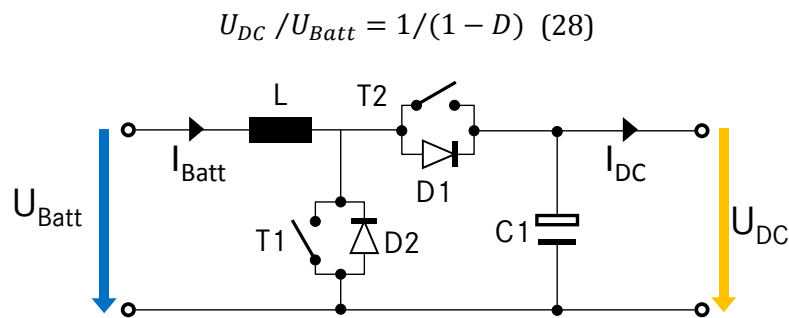 U_DC /U_Batt = 1/(1 − D) (28)
L
T2
I_Batt
D1
I_DC
U_Batt
T1
D2
C1
U_DC